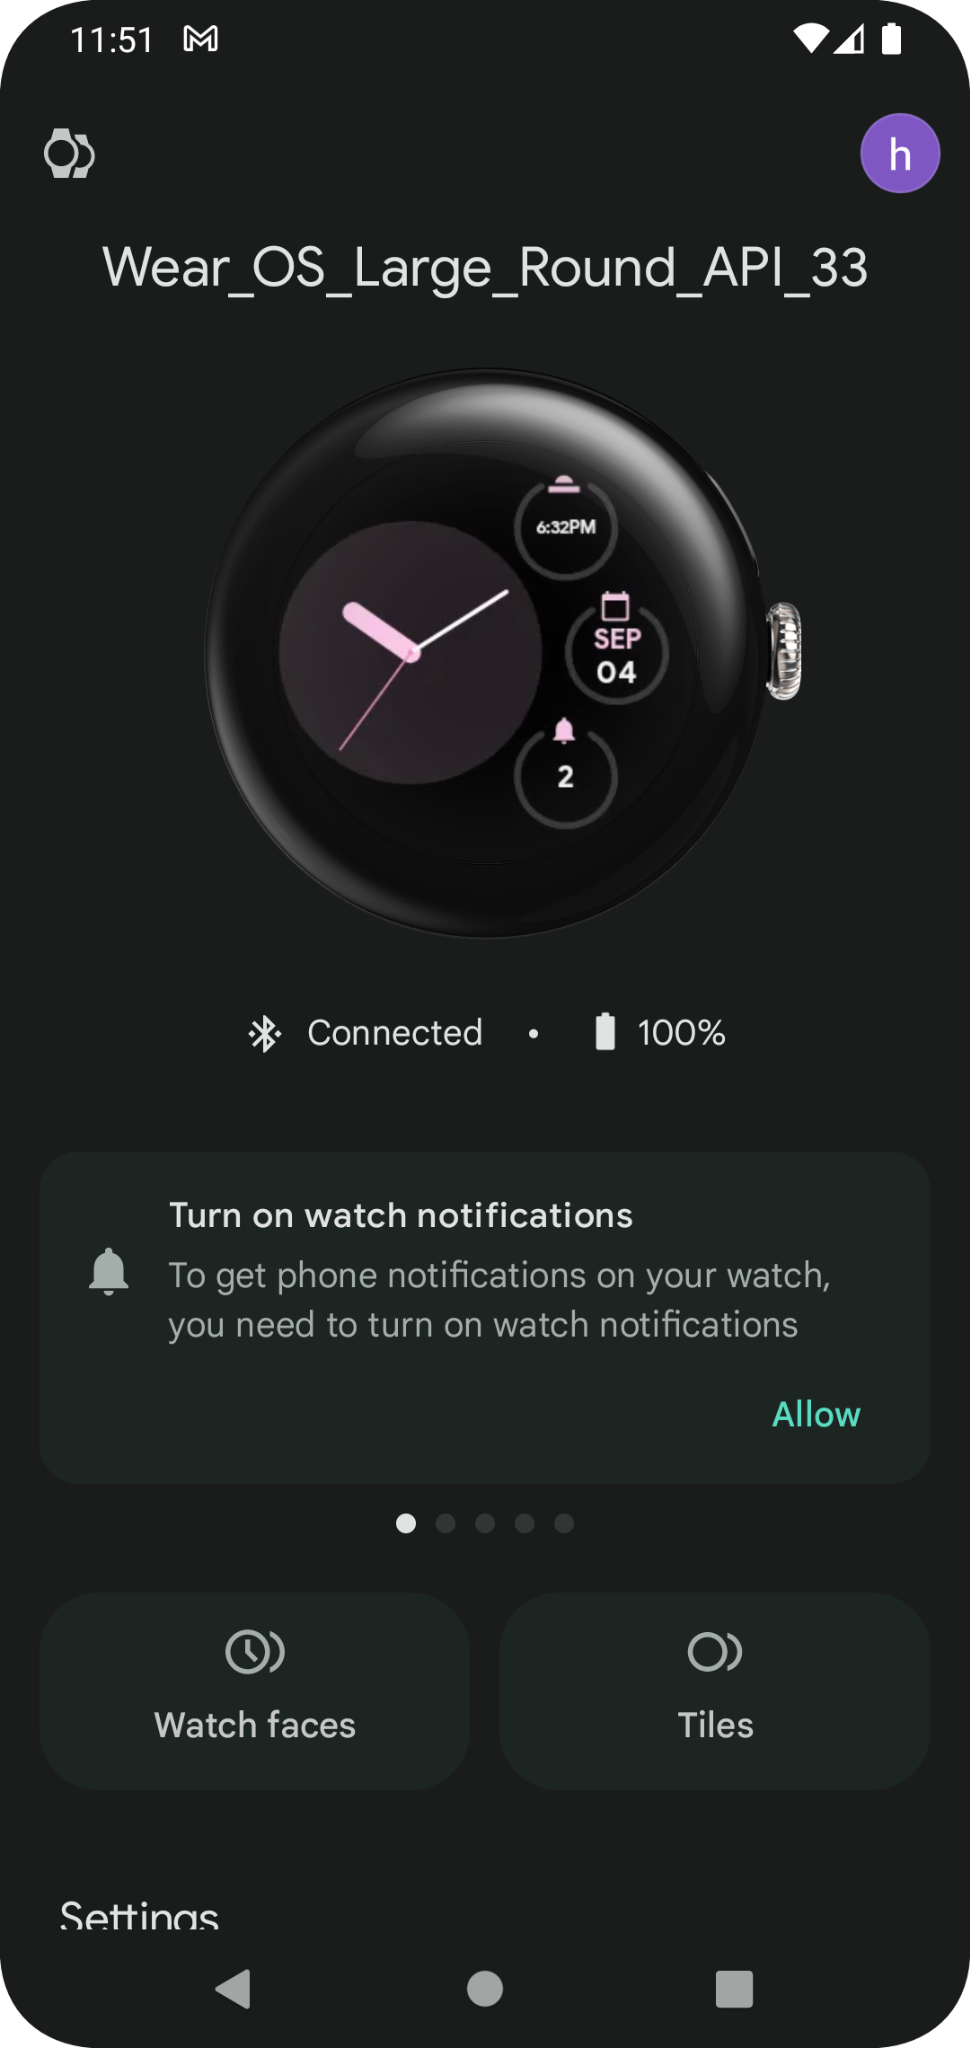 11:51
h
Wear_OS_Large_Round_API_33
6:32PM
SEP
04
2
Connected • 100%
Turn on watch notifications
To get phone notifications on your watch,
you need to turn on watch notifications
Allow
Watch faces
Tiles
Settings